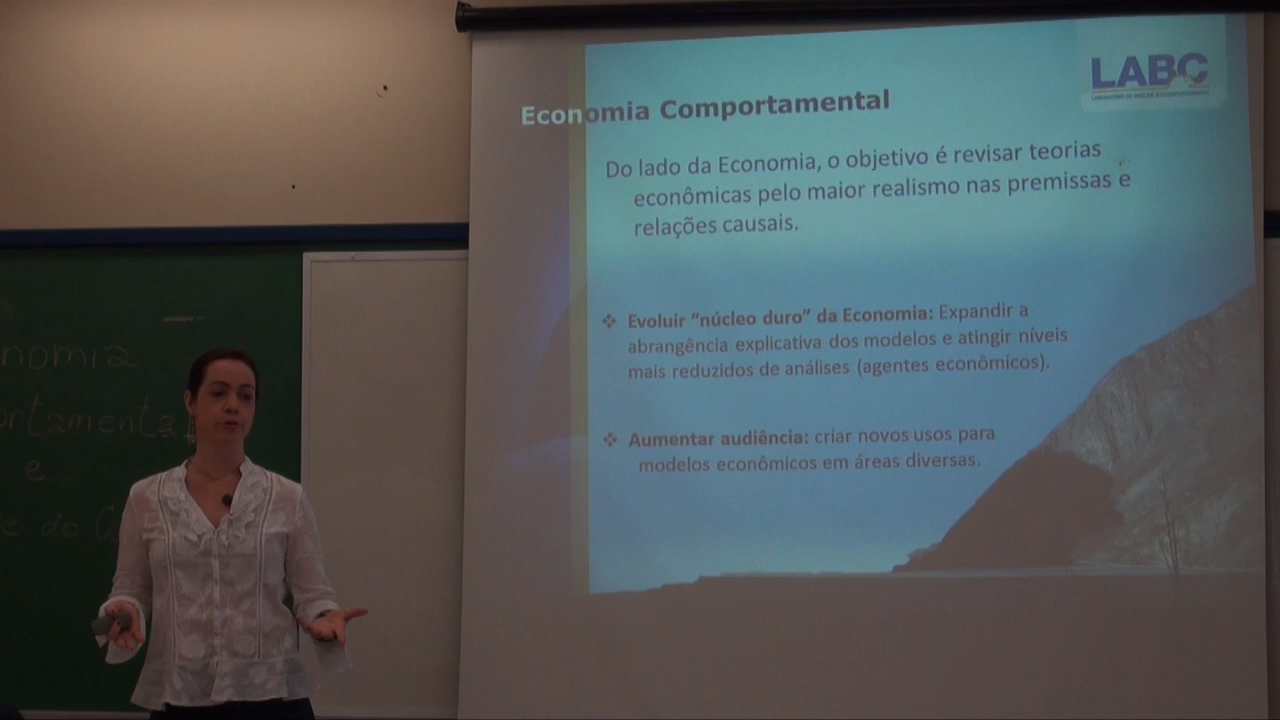 LABC
Economia Comportamental
Do lado da Economia, o objetivo é revisar teorias
econômicas pelo maior realismo nas premissas e
relações causais.
❖ Evoluir “núcleo duro” da Economia: Expandir a
abrangência explicativa dos modelos e atingir níveis
mais reduzidos de análises (agentes econômicos).
❖ Aumentar audiência: criar novos usos para
modelos econômicos em áreas diversas.
nomia
ortamental
e
e do